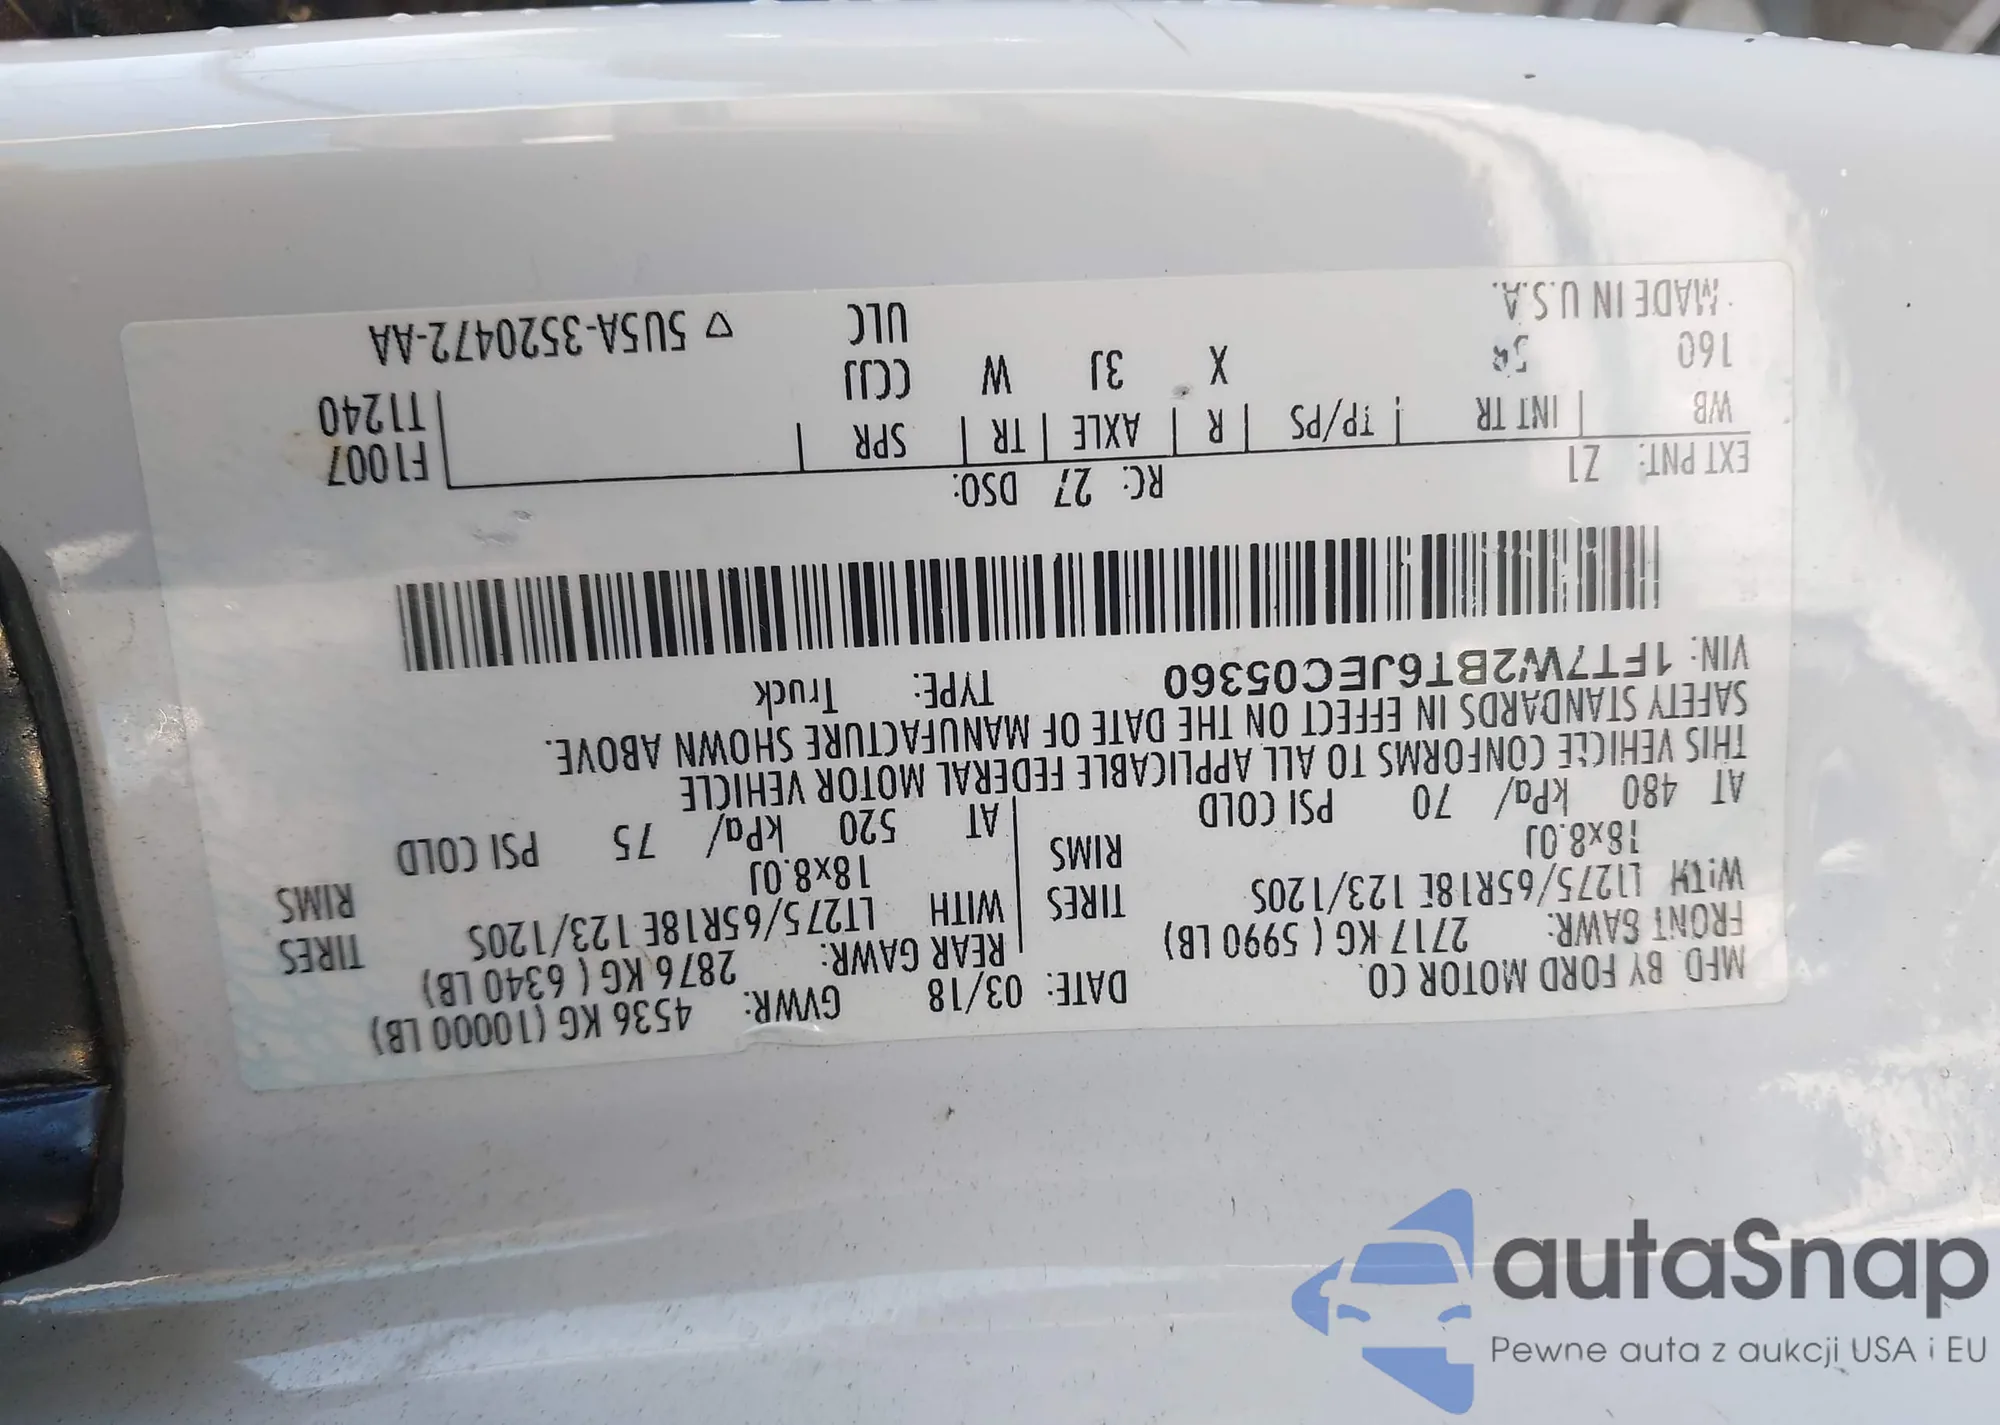 MFD. BY FORD MOTOR CO.
DATE: 03/18 GVWR: 4536 KG (10000 LB)
FRONT GAWR: 2717 KG ( 5990 LB) REAR GAWR: 2876 KG ( 6340 LB)
WITH LT275/65R18E 123/120S TIRES WITH LT275/65R18E 123/120S TIRES
18x8.0J RIMS 18x8.0J RIMS
AT 480 kPa/ 70 PSI COLD AT 520 kPa/ 75 PSI COLD
THIS VEHICLE CONFORMS TO ALL APPLICABLE FEDERAL MOTOR VEHICLE
SAFETY STANDARDS IN EFFECT ON THE DATE OF MANUFACTURE SHOWN ABOVE.
VIN: 1FT7W2BT6JEC05360 TYPE: Truck
EXT PNT: Z1 RC: 27 DSO: F1007
WB INT TR TP/PS R AXLE TR SPR T1240
160 X 3J W CCJJ
MADE IN U.S.A. ULC ▽ 5U5A-3520472-AA
autaSnap
Pewne auta z aukcji USA i EU